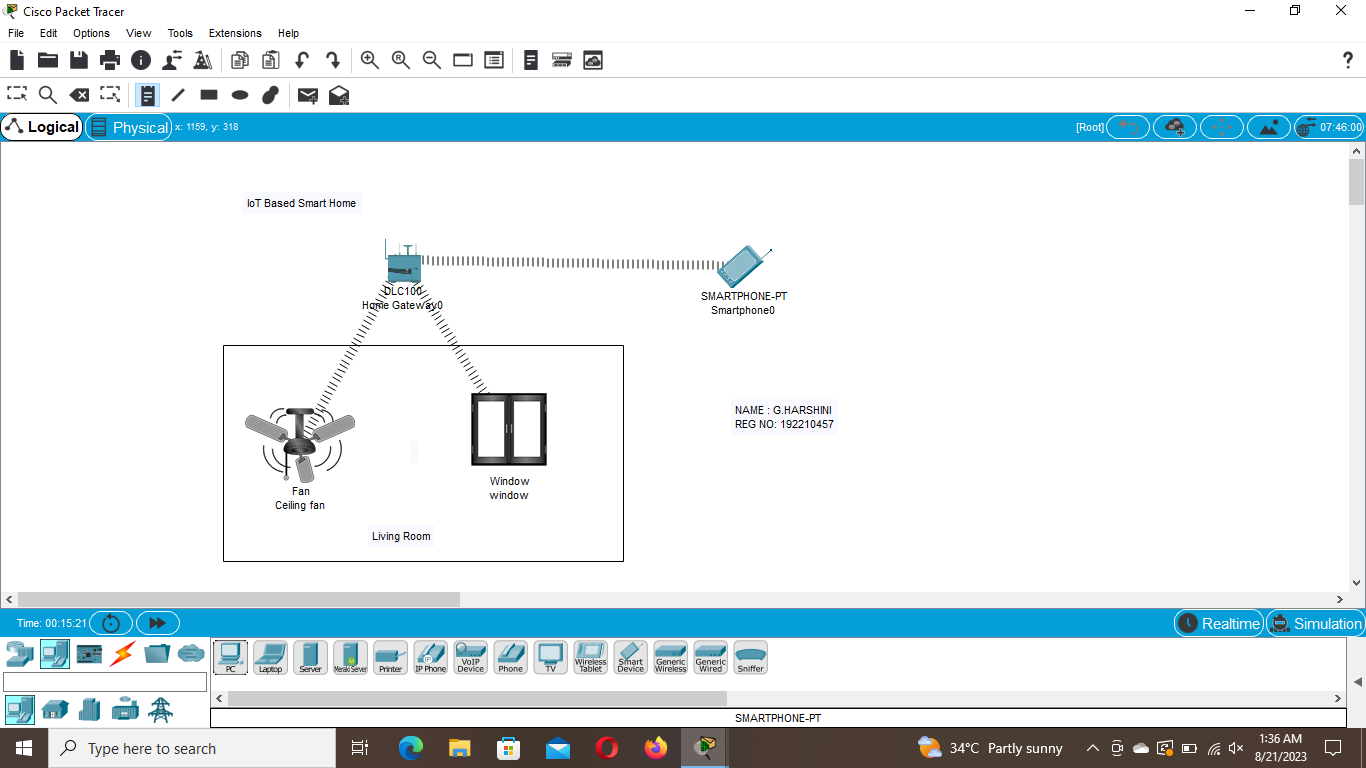 Cisco Packet Tracer
File Edit Options View Tools Extensions Help
Logical Physical x: 1159, y: 318 [Root] 07:46:00
IoT Based Smart Home
DLC100
Home Gateway0
SMARTPHONE-PT
Smartphone0
NAME : G.HARSHINI
REG NO: 192210457
Fan
Ceiling fan
Window
window
Living Room
Time: 00:15:21 Realtime Simulation
PC Laptop Server Meraki Server Printer IP Phone VoIP Device Phone TV Wireless Tablet Smart Device Generic Wireless Generic Wired Sniffer
SMARTPHONE-PT
Type here to search 34°C Partly sunny 1:36 AM
8/21/2023